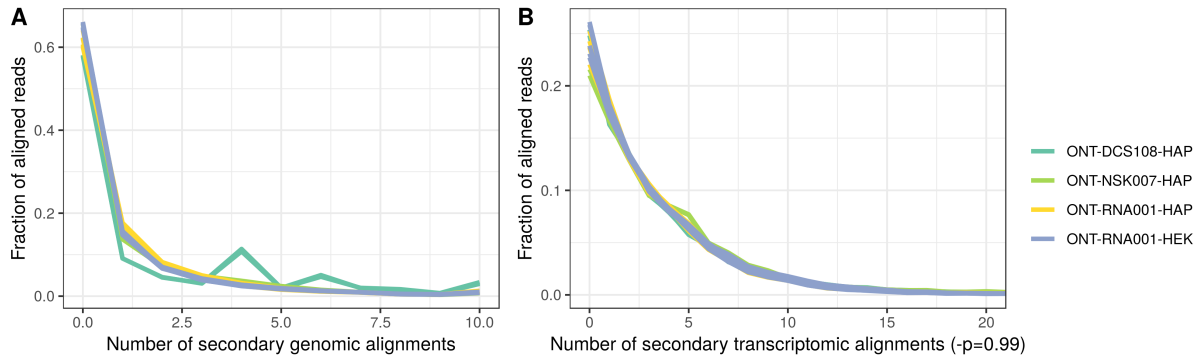 A
Fraction of aligned reads
0.6
0.4
0.2
0.0
0.0 2.5 5.0 7.5 10.0
Number of secondary genomic alignments
B
Fraction of aligned reads
0.2
0.1
0.0
0 5 10 15 20
Number of secondary transcriptomic alignments (-p=0.99)
ONT-DCS108-HAP
ONT-NSK007-HAP
ONT-RNA001-HAP
ONT-RNA001-HEK